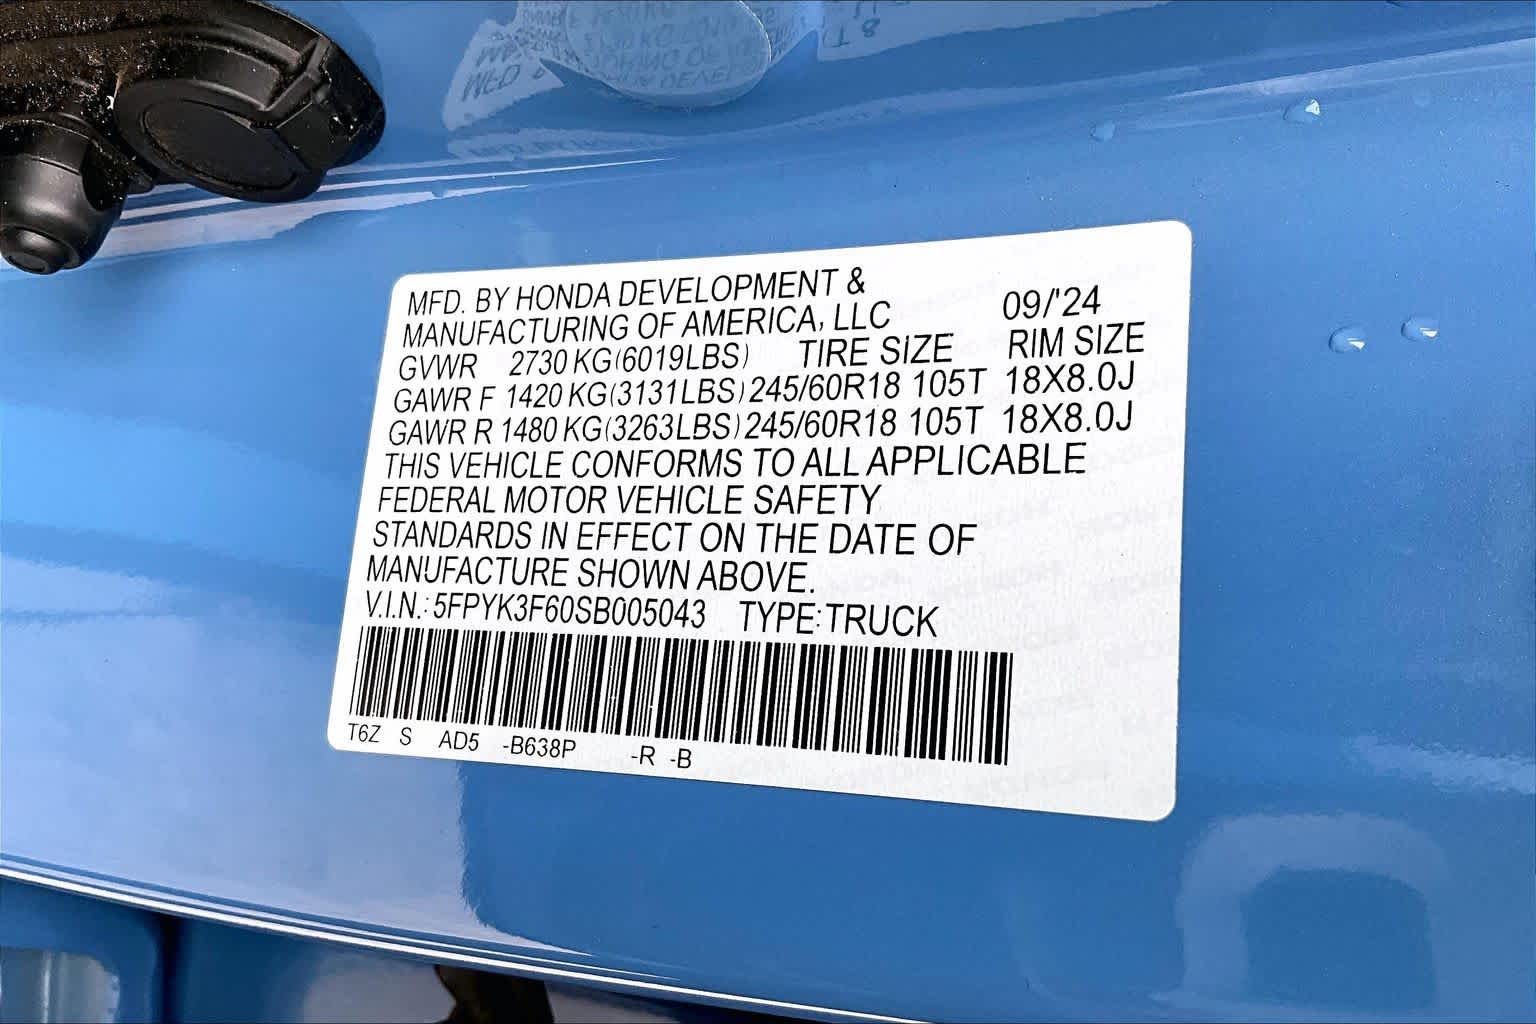 MFD. BY HONDA DEVELOPMENT &
MANUFACTURING OF AMERICA, LLC 09/'24
GVWR 2730 KG(6019LBS) TIRE SIZE RIM SIZE
GAWR F 1420 KG(3131LBS) 245/60R18 105T 18X8.0J
GAWR R 1480 KG(3263LBS) 245/60R18 105T 18X8.0J
THIS VEHICLE CONFORMS TO ALL APPLICABLE
FEDERAL MOTOR VEHICLE SAFETY
STANDARDS IN EFFECT ON THE DATE OF
MANUFACTURE SHOWN ABOVE.
V.I.N.: 5FPYK3F60SB005043 TYPE: TRUCK
T6Z S AD5 -B638P -R -B